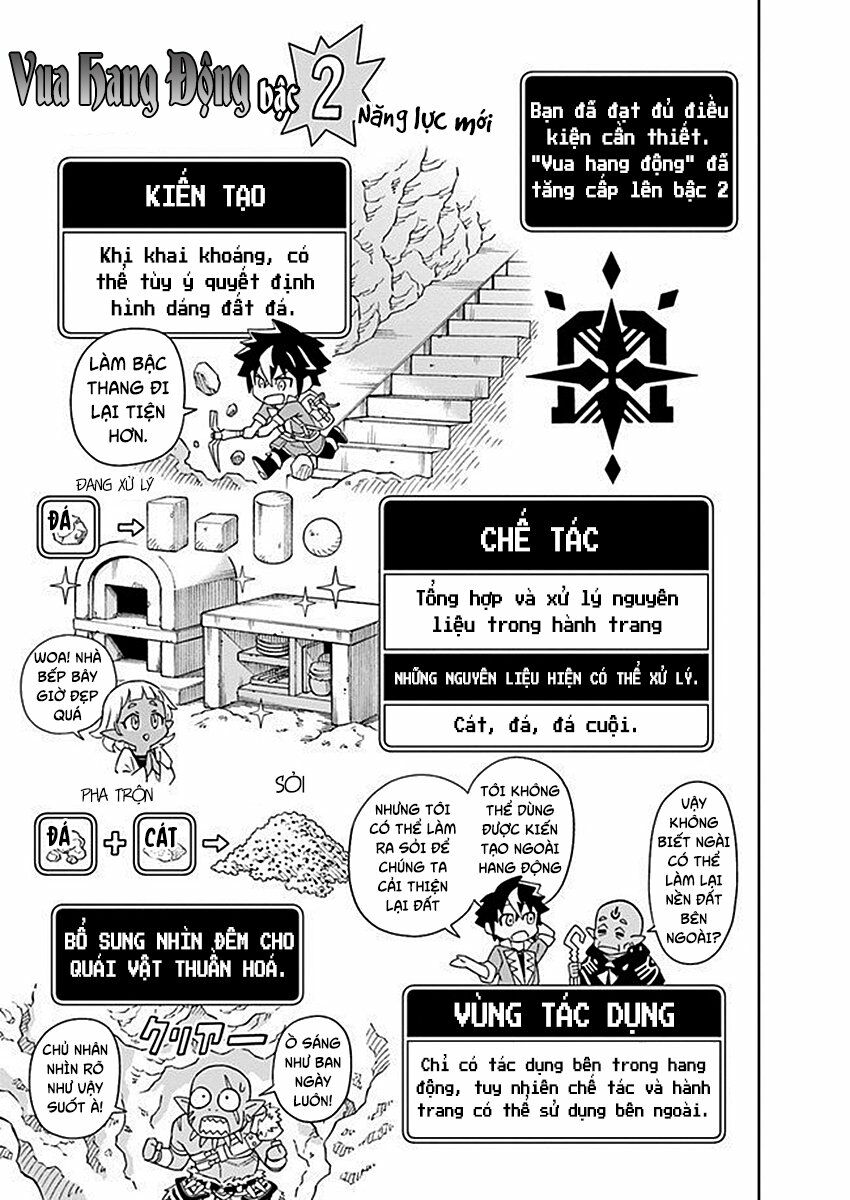 Vua Hang Động bậc 2
Năng lực mới
Bạn đã đạt đủ điều
kiện cần thiết.
"Vua hang động" đã
tăng cấp lên bậc 2
KIẾN TẠO
Khi khai khoáng, có
thể tùy ý quyết định
hình dáng đất đá.
LÀM BẬC
THANG ĐI
LẠI TIỆN
HƠN.
ĐANG XỬ LÝ
ĐÁ
CHẾ TÁC
Tổng hợp và xử lý nguyên
liệu trong hành trang
NHỮNG NGUYÊN LIỆU HIỆN CÓ THỂ XỬ LÝ.
Cát, đá, đá cuội.
WOA! NHÀ
BẾP BÂY
GIỜ ĐẸP
QUÁ
PHA TRỘN
SỎI
ĐÁ + CÁT
VẬY
KHÔNG
BIẾT NGÀI
CÓ THỂ
LÀM LẠI
NỀN ĐẤT
BÊN
NGOÀI?
TÔI KHÔNG
THỂ DÙNG
ĐƯỢC KIẾN
TẠO NGOÀI
HANG ĐỘNG
NHƯNG TÔI
CÓ THỂ LÀM
RA SỎI ĐỂ
CHÚNG TA
CẢI THIỆN
LẠI ĐẤT
BỔ SUNG NHÌN ĐÊM CHO
QUÁI VẬT THUẦN HOÁ.
VÙNG TÁC DỤNG
Chỉ có tác dụng bên trong hang
động, tuy nhiên chế tác và hành
trang có thể sử dụng bên ngoài.
クリアー
Ò SÁNG
NHƯ BAN
NGÀY
LUÔN!
CHỦ NHÂN
NHÌN RÕ
NHƯ VẬY
SUỐT À!